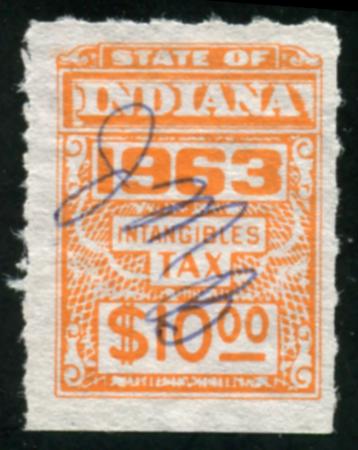 STATE OF
INDIANA
1963
INTANGIBLES
TAX
$10.00